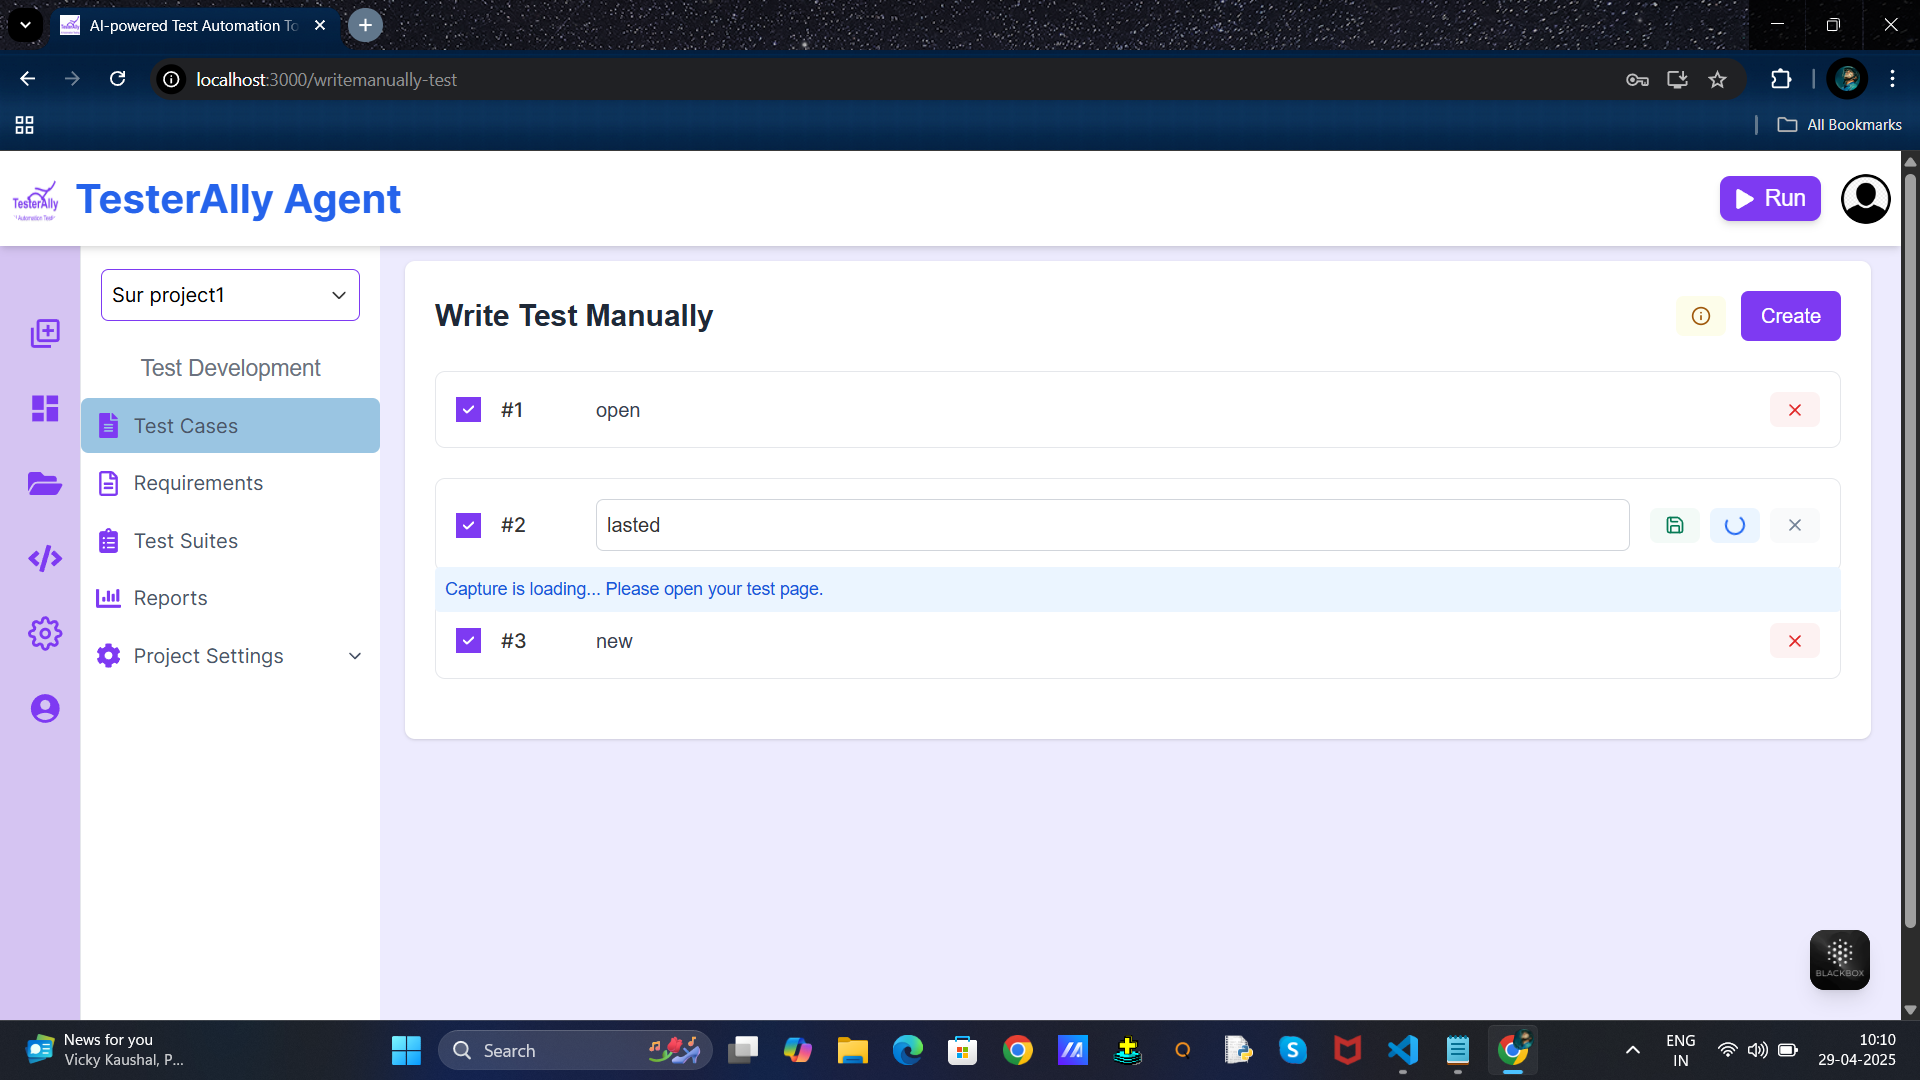 AI-powered Test Automation To
localhost:3000/writemanually-test
All Bookmarks
TesterAlly
TesterAlly Agent
Run
Sur project1
Test Development
Test Cases
Requirements
Test Suites
Reports
Project Settings
Write Test Manually
Create
#1 open
#2 lasted
Capture is loading... Please open your test page.
#3 new
BLACKBOX
News for you
Vicky Kaushal, P...
Search
ENG
IN
10:10
29-04-2025